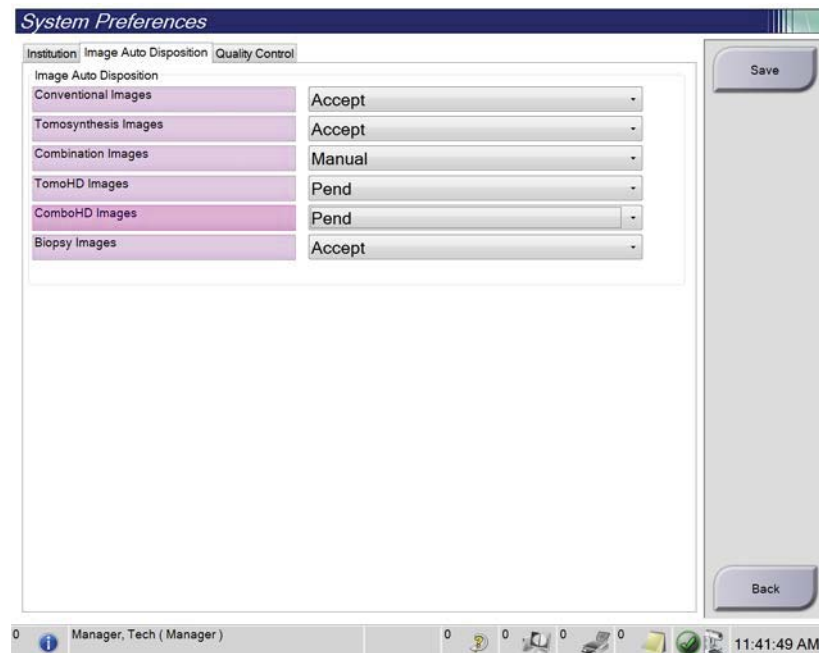 System Preferences
Institution Image Auto Disposition Quality Control
Image Auto Disposition
Conventional Images Accept
Tomosynthesis Images Accept
Combination Images Manual
TomoHD Images Pend
ComboHD Images Pend
Biopsy Images Accept
Save
Back
0 Manager, Tech ( Manager ) 0 0 0 0 11:41:49 AM